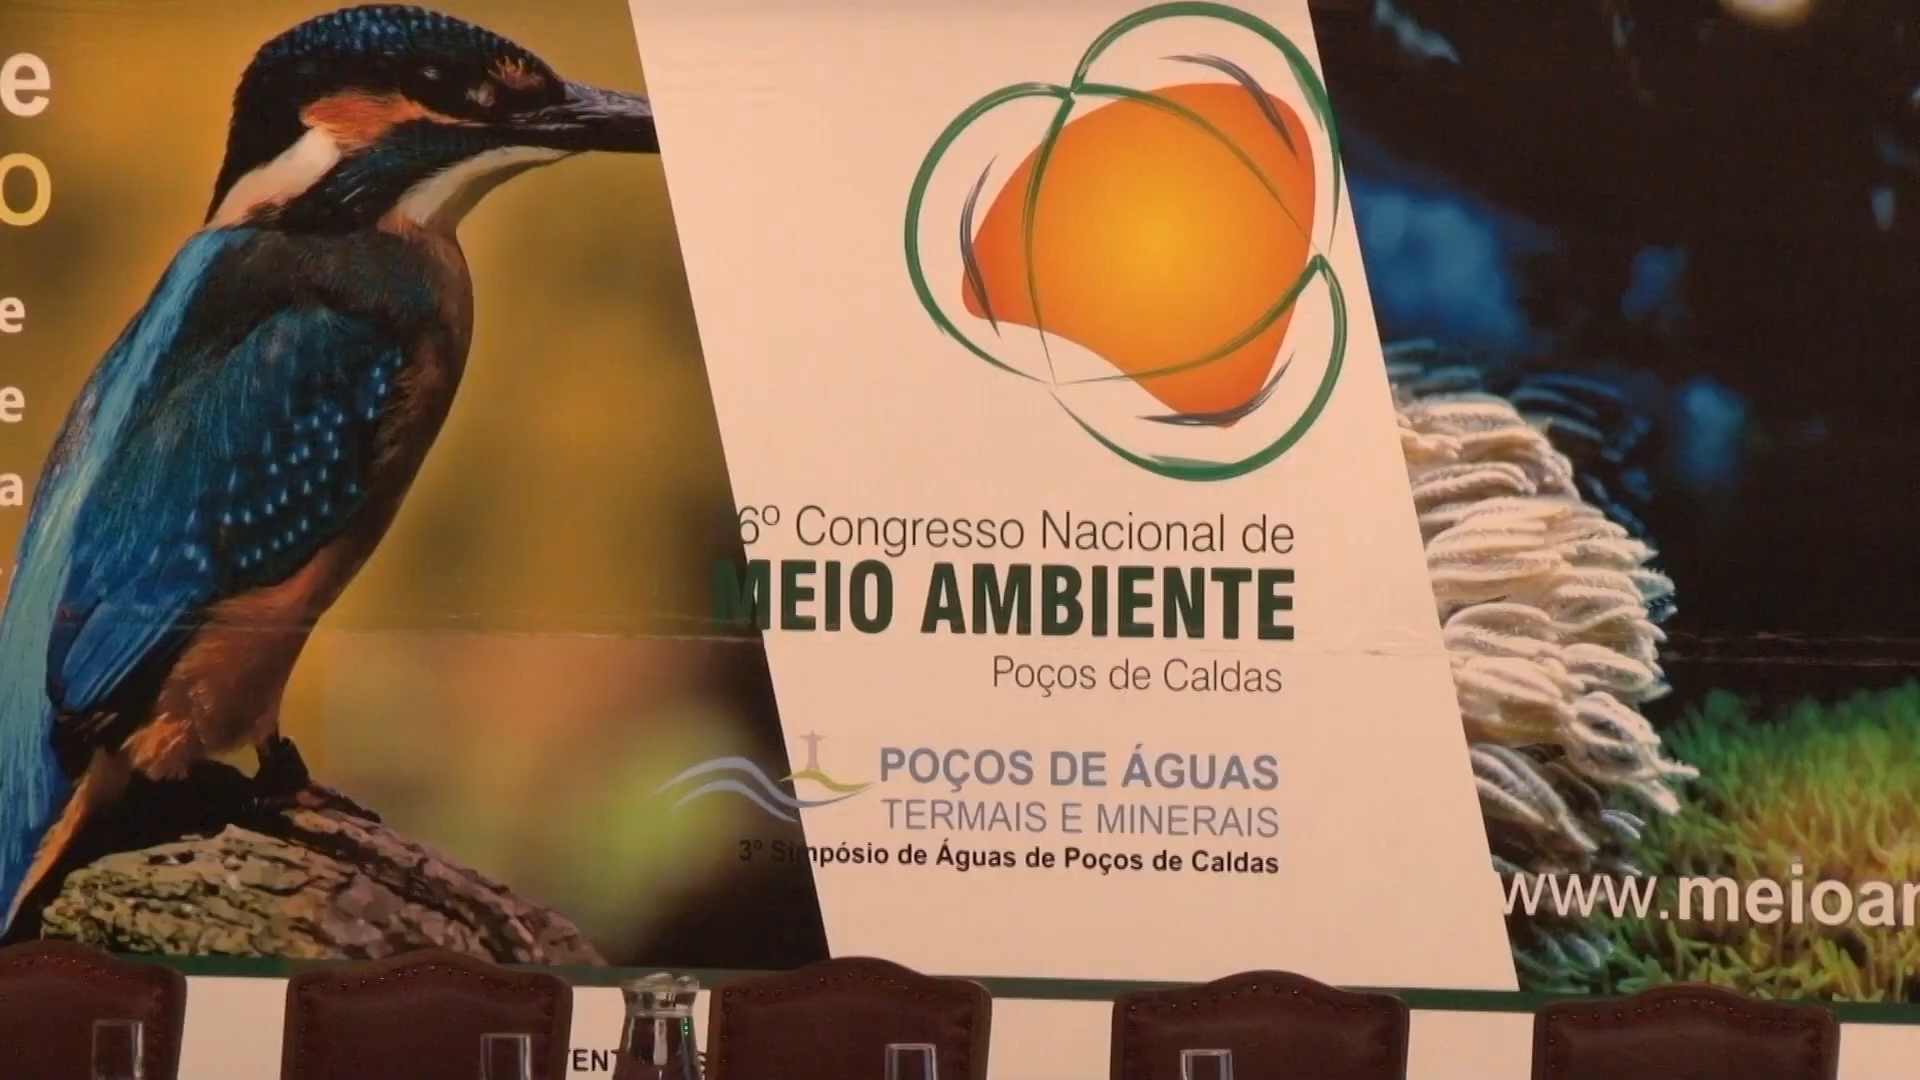 e
O
e
e
a
6º Congresso Nacional de
MEIO AMBIENTE
Poços de Caldas
POÇOS DE ÁGUAS
TERMAIS E MINERAIS
3º Simpósio de Águas de Poços de Caldas
www.meioam